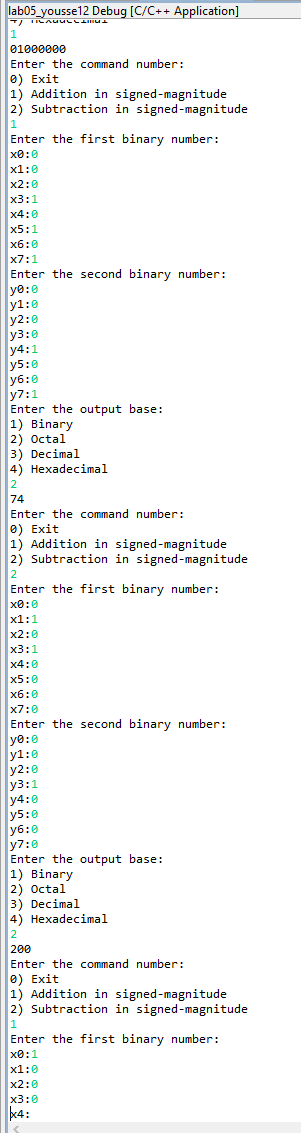 lab05_yousse12 Debug [C/C++ Application]
4) Hexadecimal
1
01000000
Enter the command number:
0) Exit
1) Addition in signed-magnitude
2) Subtraction in signed-magnitude
1
Enter the first binary number:
x0:0
x1:0
x2:0
x3:1
x4:0
x5:1
x6:0
x7:1
Enter the second binary number:
y0:0
y1:0
y2:0
y3:0
y4:1
y5:0
y6:0
y7:1
Enter the output base:
1) Binary
2) Octal
3) Decimal
4) Hexadecimal
2
74
Enter the command number:
0) Exit
1) Addition in signed-magnitude
2) Subtraction in signed-magnitude
2
Enter the first binary number:
x0:0
x1:1
x2:0
x3:1
x4:0
x5:0
x6:0
x7:0
Enter the second binary number:
y0:0
y1:0
y2:0
y3:1
y4:0
y5:0
y6:0
y7:0
Enter the output base:
1) Binary
2) Octal
3) Decimal
4) Hexadecimal
2
200
Enter the command number:
0) Exit
1) Addition in signed-magnitude
2) Subtraction in signed-magnitude
1
Enter the first binary number:
x0:1
x1:0
x2:0
x3:0
x4: